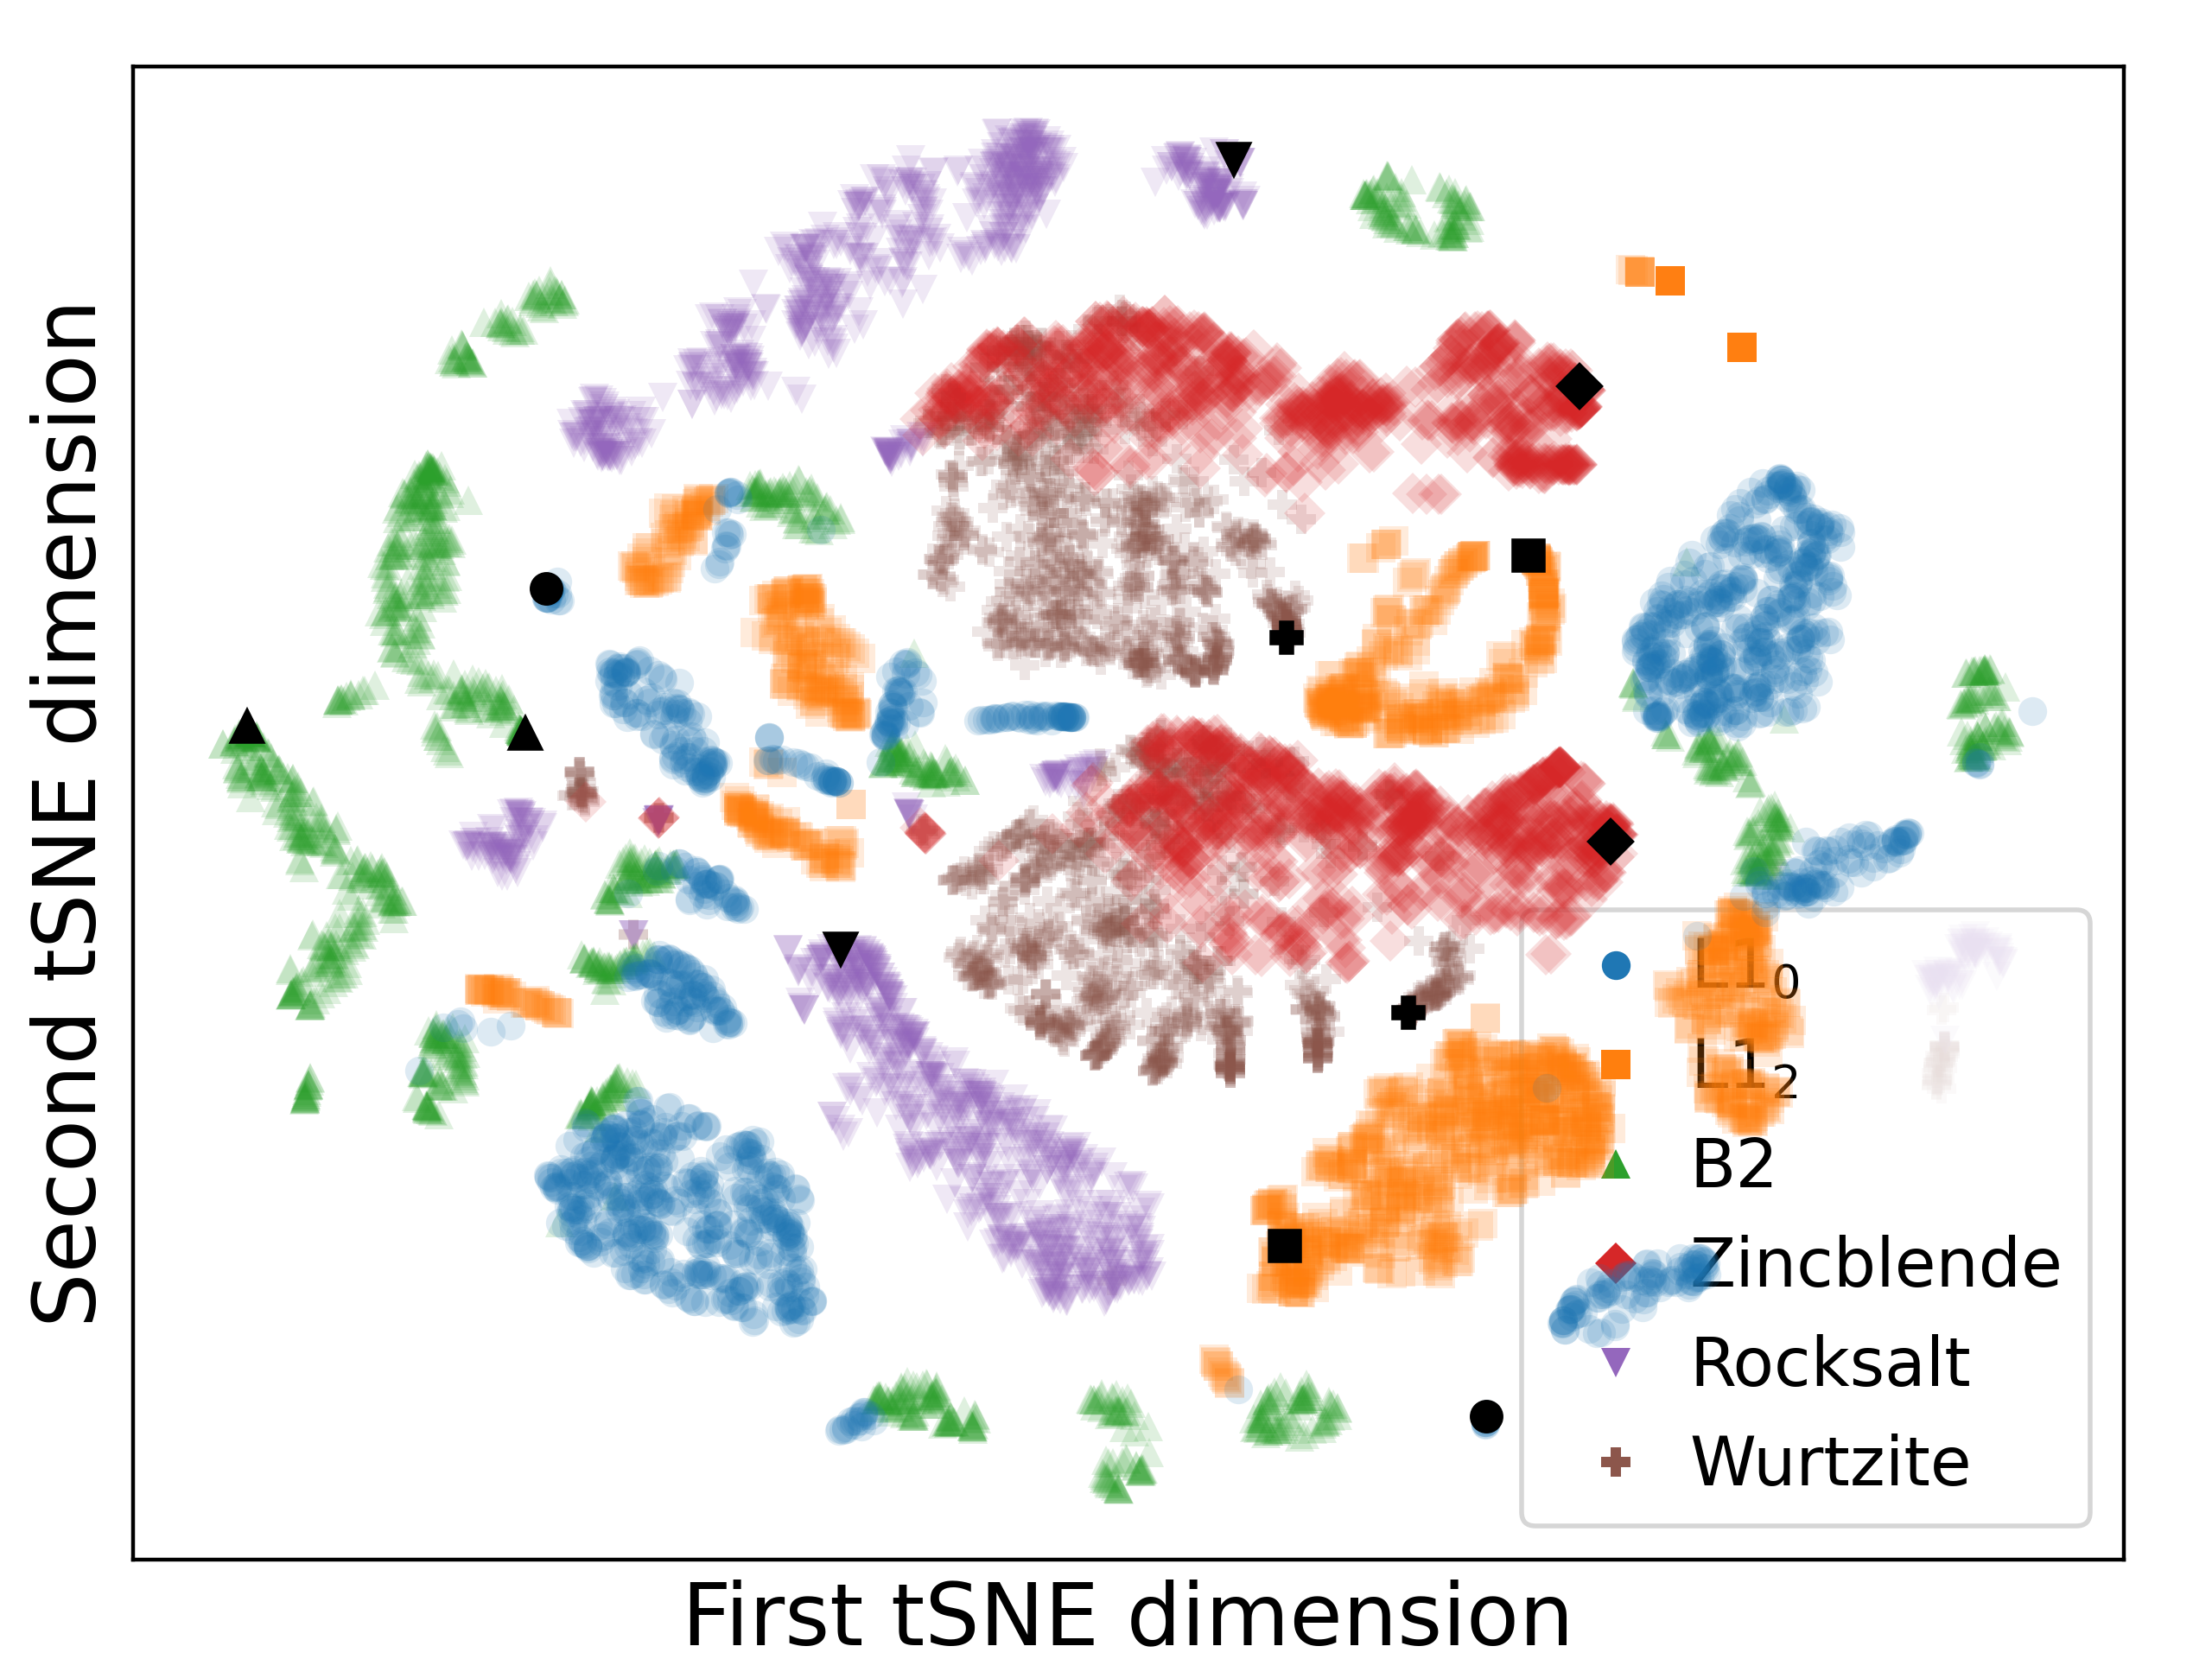 Second tSNE dimension
L1₀
L1₂
B2
Zincblende
Rocksalt
Wurtzite
First tSNE dimension